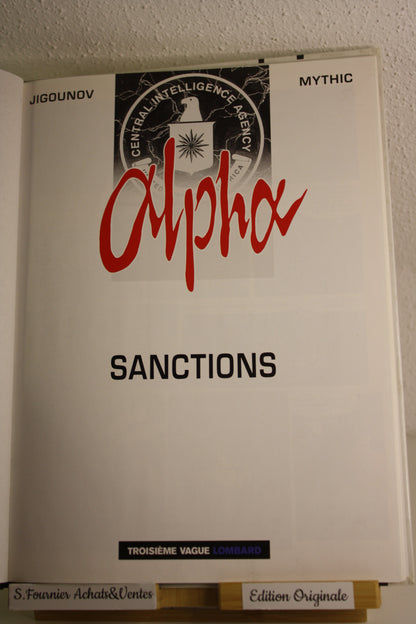 JIGOUNOV
MYTHIC
CENTRAL INTELLIGENCE AGENCY
alpha
SANCTIONS
TROISIÈME VAGUE LOMBARD
S.Fournier Achats&Ventes
Edition Originale